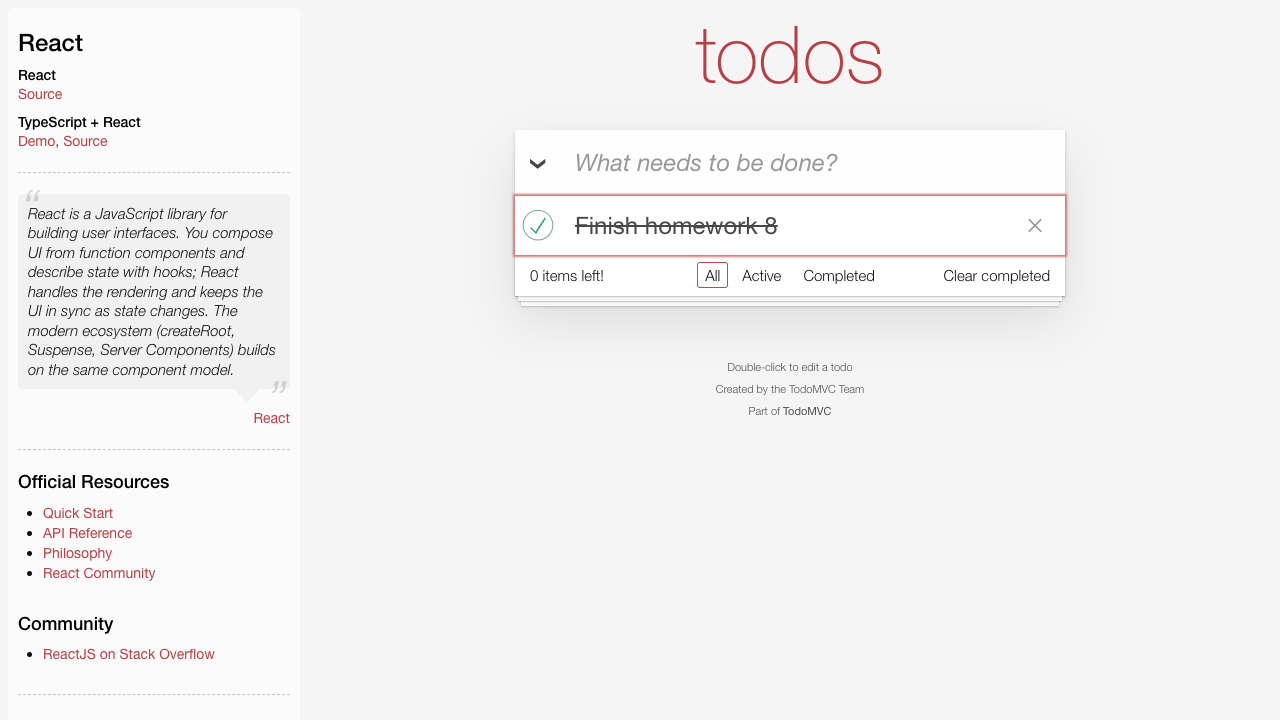 React
React
Source
TypeScript + React
Demo, Source
“
React is a JavaScript library for
building user interfaces. You compose
UI from function components and
describe state with hooks; React
handles the rendering and keeps the
UI in sync as state changes. The
modern ecosystem (createRoot,
Suspense, Server Components) builds
on the same component model.
”
React
Official Resources
Quick Start
API Reference
Philosophy
React Community
Community
ReactJS on Stack Overflow
todos
What needs to be done?
Finish homework 8
0 items left!
All
Active
Completed
Clear completed
Double-click to edit a todo
Created by the TodoMVC Team
Part of TodoMVC